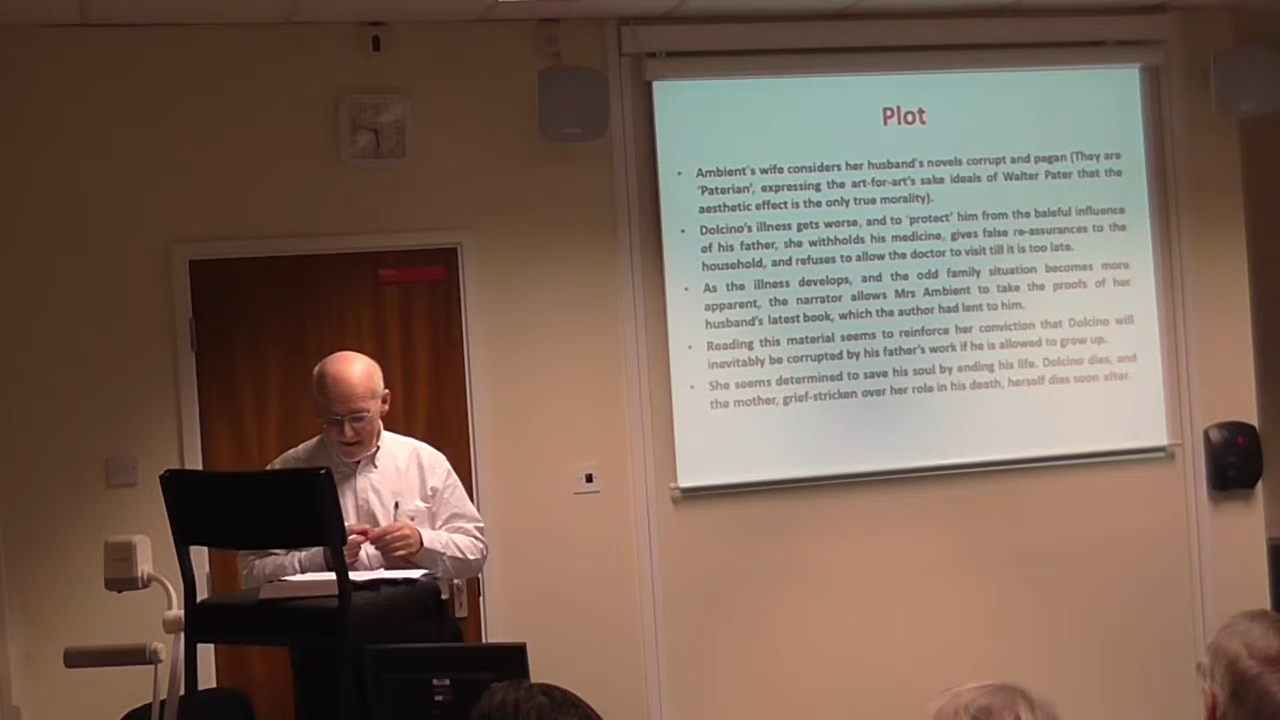 Plot
• Ambient's wife considers her husband's novels corrupt and pagan (They are
'Paterian', expressing the art-for-art's sake ideals of Walter Pater that the
aesthetic effect is the only true morality).
• Dolcino's illness gets worse, and to 'protect' him from the baleful influence
of his father, she withholds his medicine, gives false re-assurances to the
household, and refuses to allow the doctor to visit till it is too late.
• As the illness develops, and the odd family situation becomes more
apparent, the narrator allows Mrs Ambient to take the proofs of her
husband's latest book, which the author had lent to him.
• Reading this material seems to reinforce her conviction that Dolcino will
inevitably be corrupted by his father's work if he is allowed to grow up.
• She seems determined to save his soul by ending his life. Dolcino dies, and
the mother, grief-stricken over her role in his death, herself dies soon after.